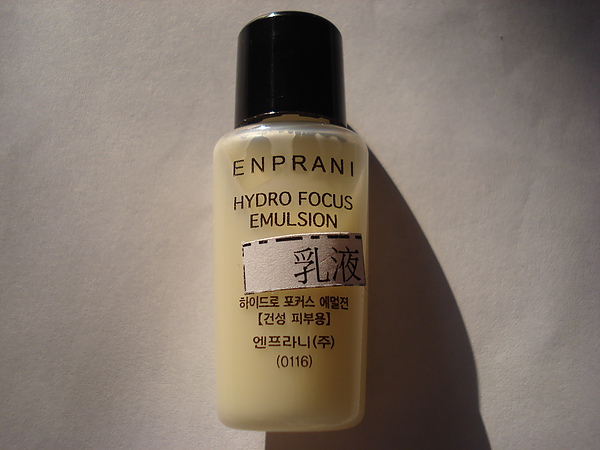 ENPRANI
HYDRO FOCUS
EMULSION
乳液
하이드로 포커스 에멀젼
【건성 피부용】
엔프라니(주)
(0116)